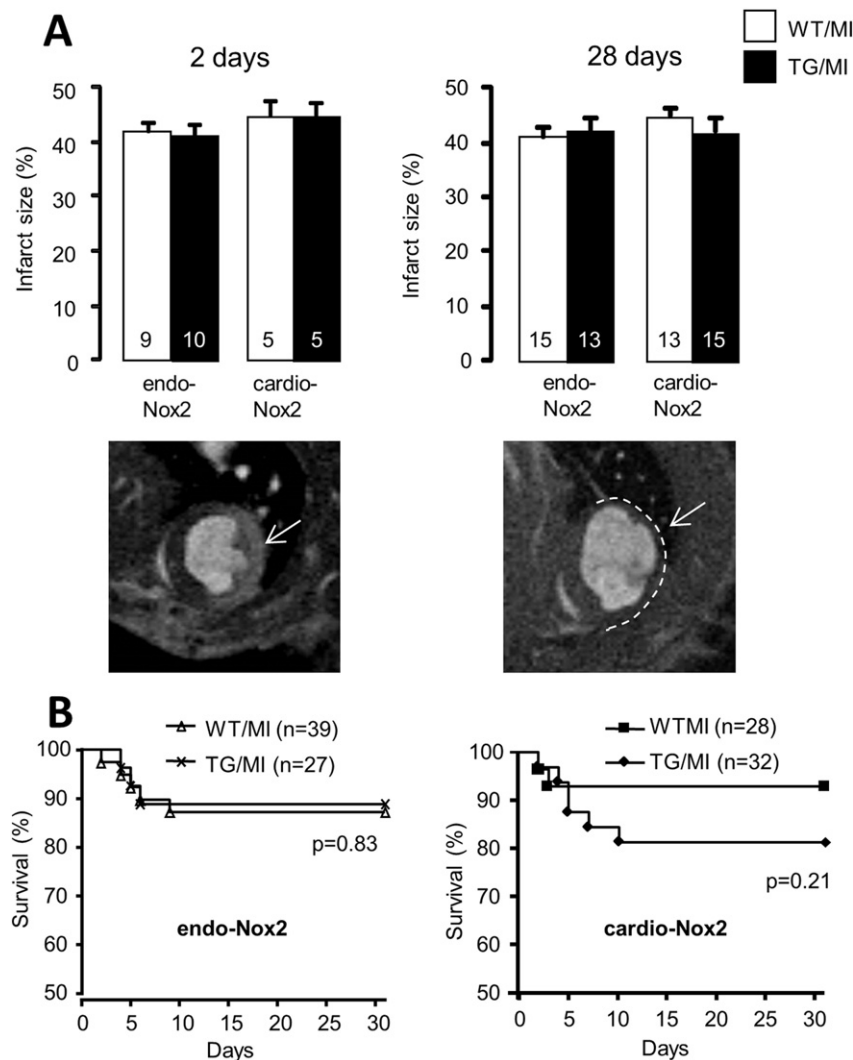 A
WT/MI
TG/MI
2 days
28 days
Infarct size (%)
50
40
30
20
10
0
9
10
5
5
endo-
Nox2
cardio-
Nox2
Infarct size (%)
50
40
30
20
10
0
15
13
13
15
endo-
Nox2
cardio-
Nox2
B
WT/MI (n=39)
TG/MI (n=27)
Survival (%)
100
90
80
70
60
50
p=0.83
endo-Nox2
0 5 10 15 20 25 30
Days
WTMI (n=28)
TG/MI (n=32)
Survival (%)
100
90
80
70
60
50
p=0.21
cardio-Nox2
0 5 10 15 20 25 30
Days